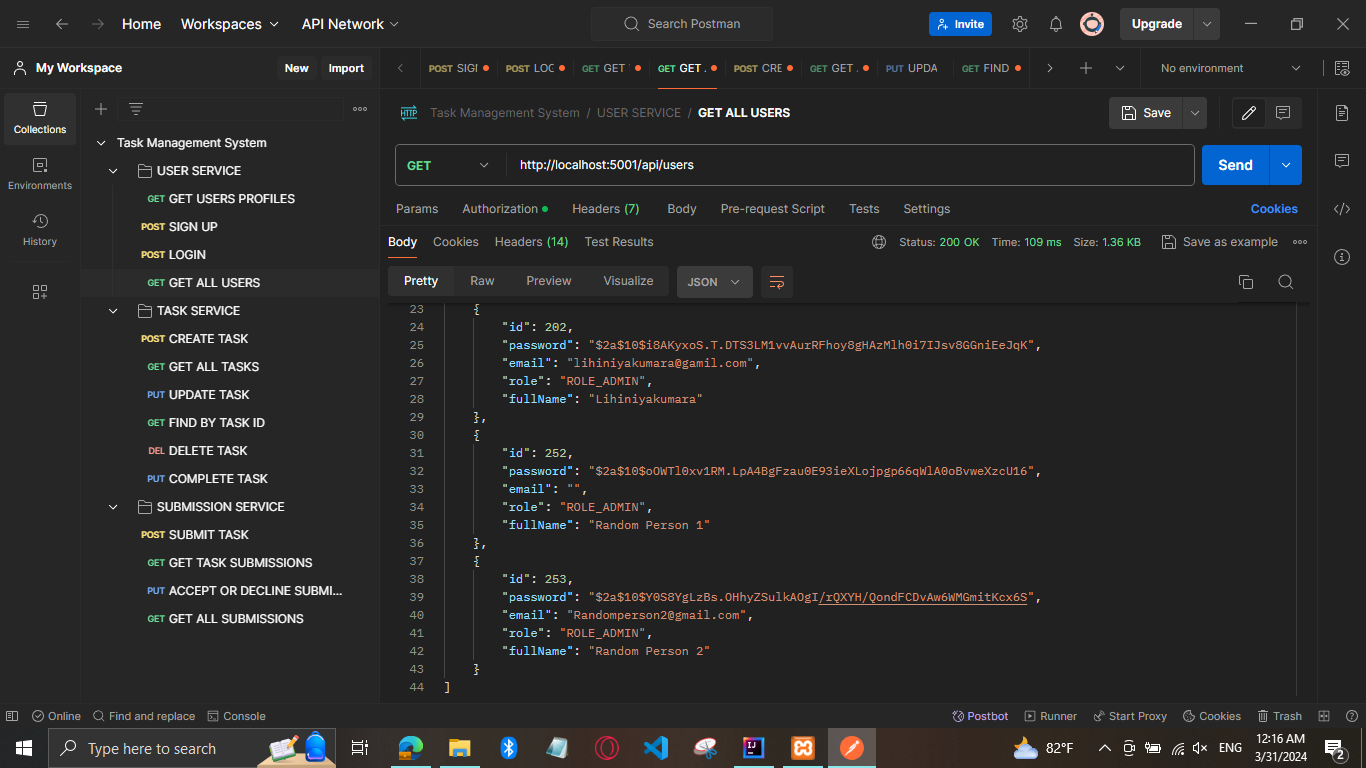 Home Workspaces API Network Search Postman Invite Upgrade
My Workspace New Import POST SIGI POST LOC GET GET GET . POST CRE GET GET . PUT UPDA GET FIND No environment
Collections
Environments
History
Task Management System
USER SERVICE
GET GET USERS PROFILES
POST SIGN UP
POST LOGIN
GET GET ALL USERS
TASK SERVICE
POST CREATE TASK
GET GET ALL TASKS
PUT UPDATE TASK
GET FIND BY TASK ID
DEL DELETE TASK
PUT COMPLETE TASK
SUBMISSION SERVICE
POST SUBMIT TASK
GET GET TASK SUBMISSIONS
PUT ACCEPT OR DECLINE SUBMI...
GET GET ALL SUBMISSIONS
HTTP Task Management System / USER SERVICE / GET ALL USERS Save
GET http://localhost:5001/api/users Send
Params Authorization Headers (7) Body Pre-request Script Tests Settings Cookies
Body Cookies Headers (14) Test Results Status: 200 OK Time: 109 ms Size: 1.36 KB Save as example
Pretty Raw Preview Visualize JSON
23 {
24 "id": 202,
25 "password": "$2a$10$i8AKyxoS.T.DTS3LM1vvAurRFhoy8gHAzMlh0i7IJsv8GGniEeJqK",
26 "email": "lihiniyakumara@gamil.com",
27 "role": "ROLE_ADMIN",
28 "fullName": "Lihiniyakumara"
29 },
30 {
31 "id": 252,
32 "password": "$2a$10$oOWTl0xv1RM.LpA4BgFzau0E93ieXLojpgp66qWlA0oBvweXzcU16",
33 "email": "",
34 "role": "ROLE_ADMIN",
35 "fullName": "Random Person 1"
36 },
37 {
38 "id": 253,
39 "password": "$2a$10$Y0S8YgLzBs.OHhyZSulkAOgI/rQXYH/QondFCDvAw6WMGmitKcx6S",
40 "email": "Randomperson2@gmail.com",
41 "role": "ROLE_ADMIN",
42 "fullName": "Random Person 2"
43 }
44 ]
Online Find and replace Console Postbot Runner Start Proxy Cookies Trash
Type here to search 82°F ENG 12:16 AM
3/31/2024 2